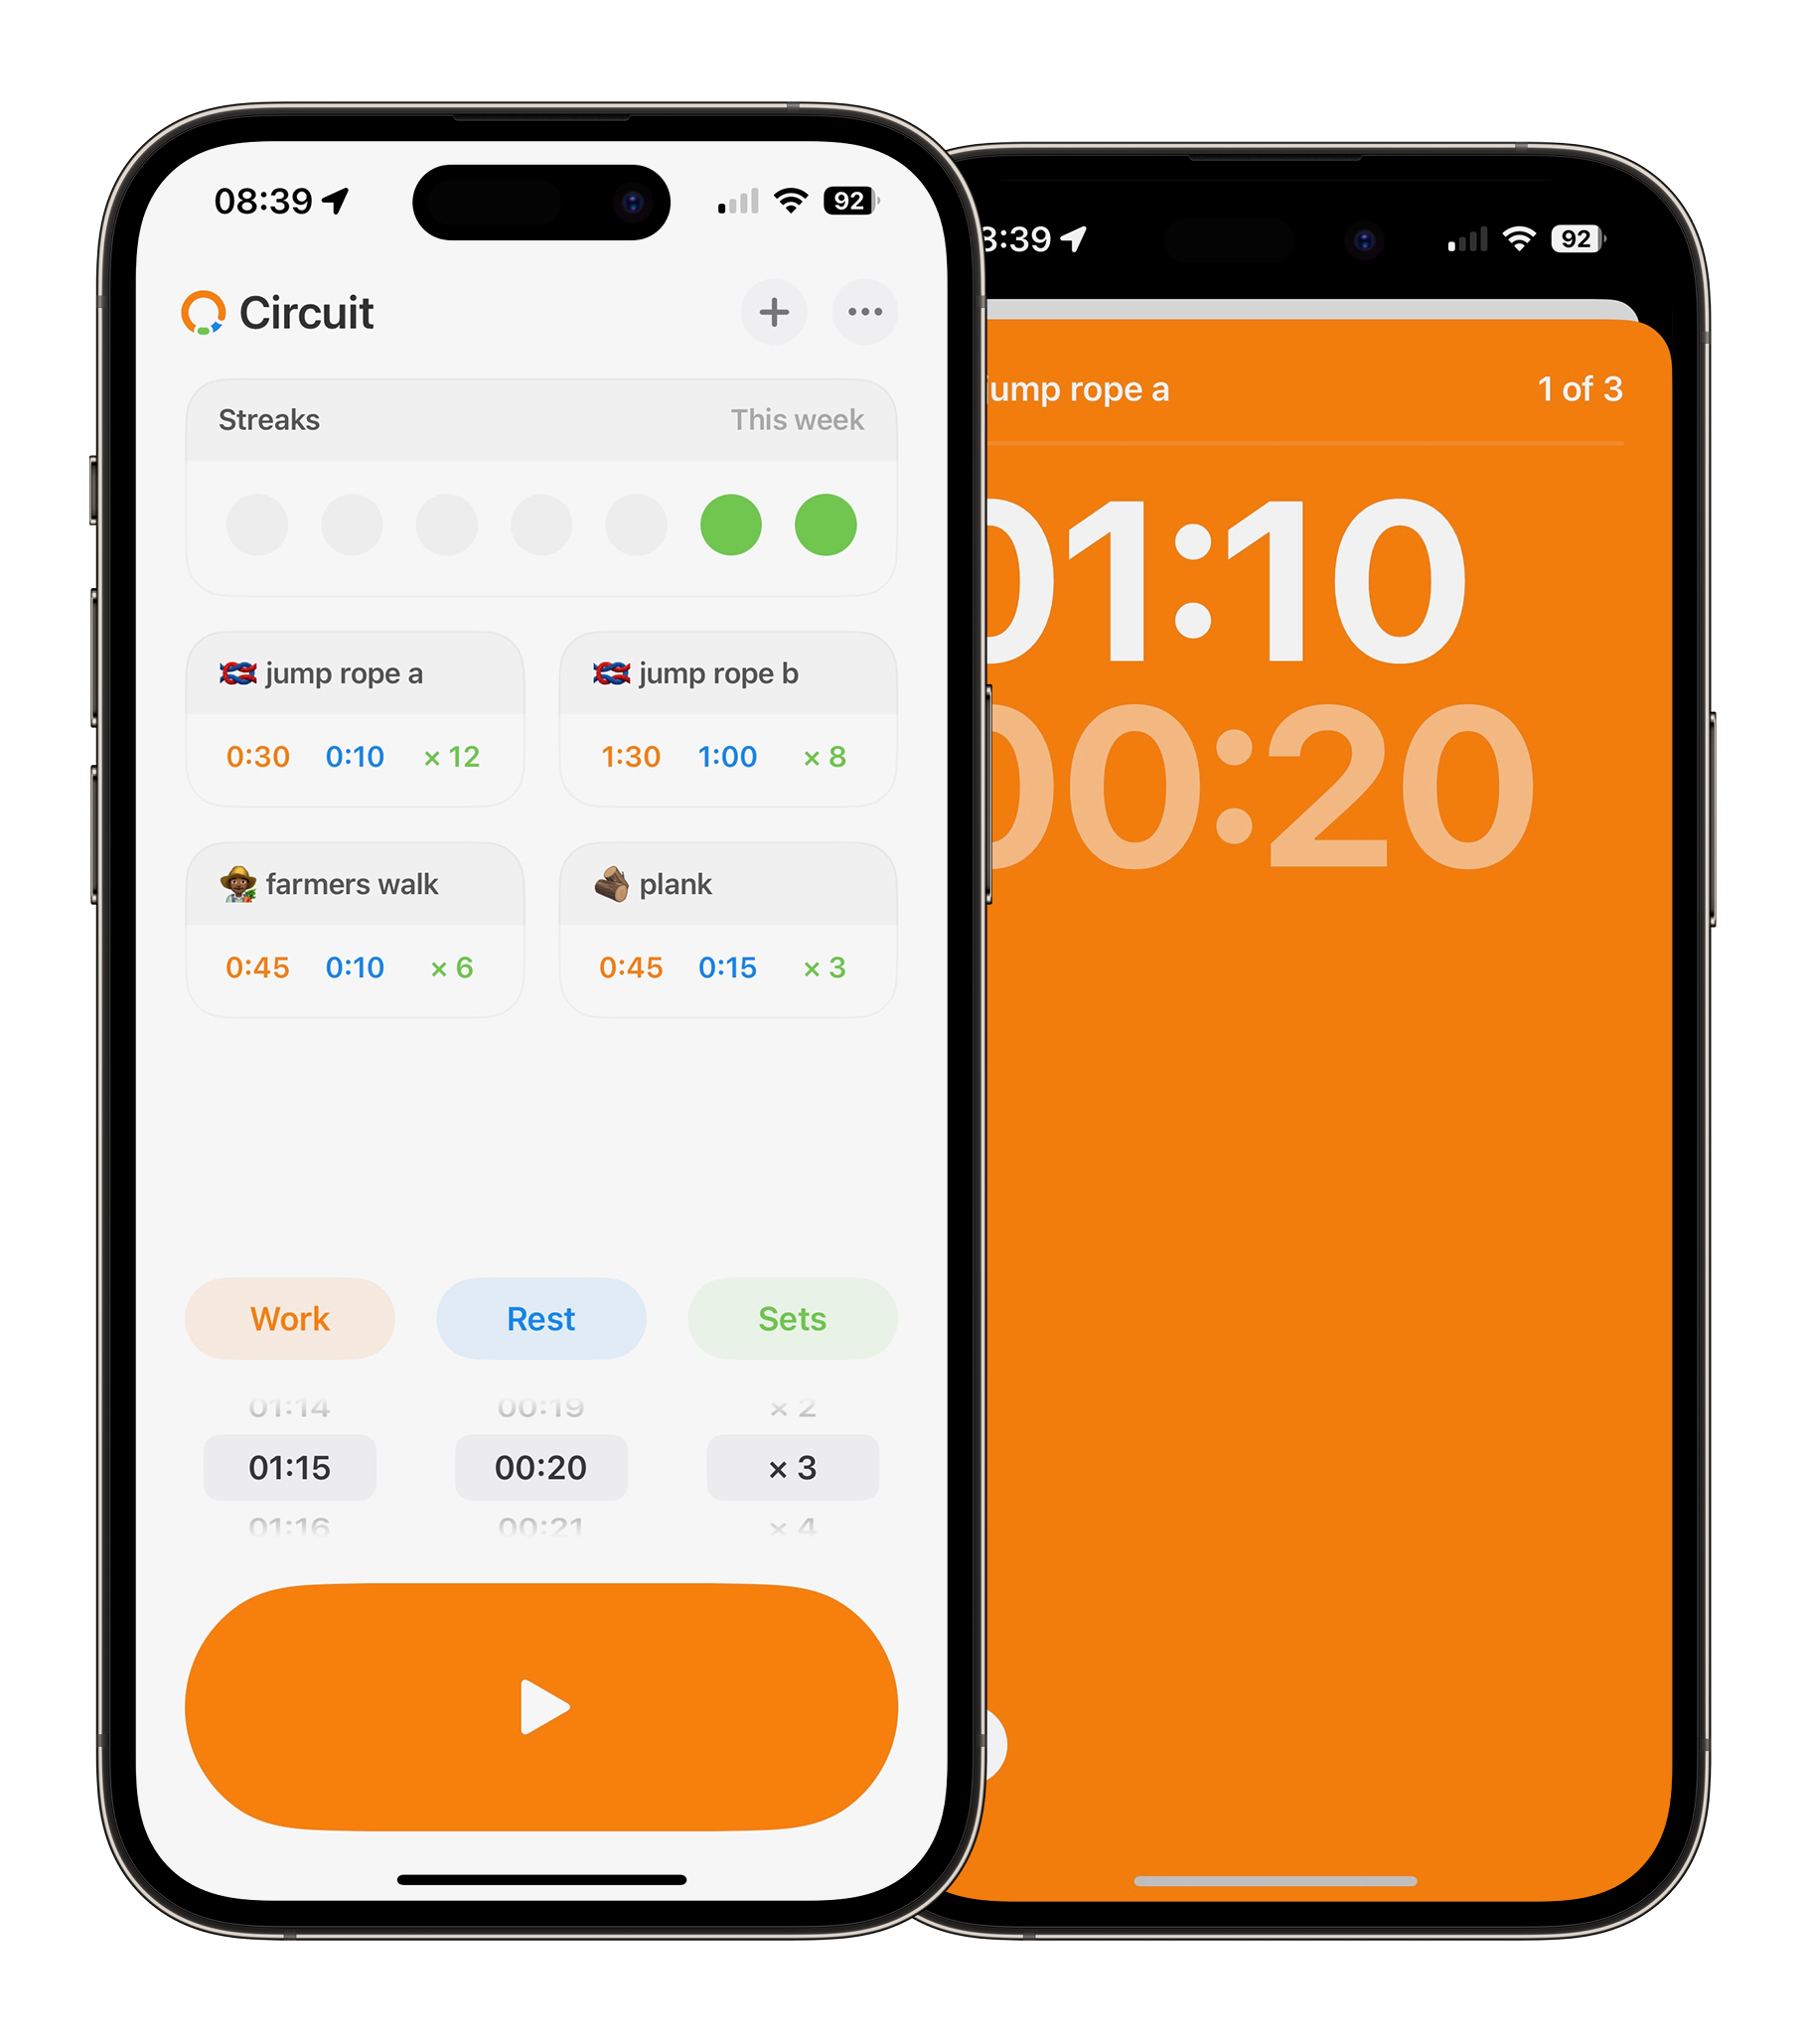 08:39
92
Circuit
Streaks
This week
jump rope a
jump rope b
0:30 0:10 × 12
1:30 1:00 × 8
farmers walk
plank
0:45 0:10 × 6
0:45 0:15 × 3
Work
Rest
Sets
01:14 00:19 × 2
01:15 00:20 × 3
01:16 00:21 × 4
3:39
92
jump rope a
1 of 3
01:10
00:20